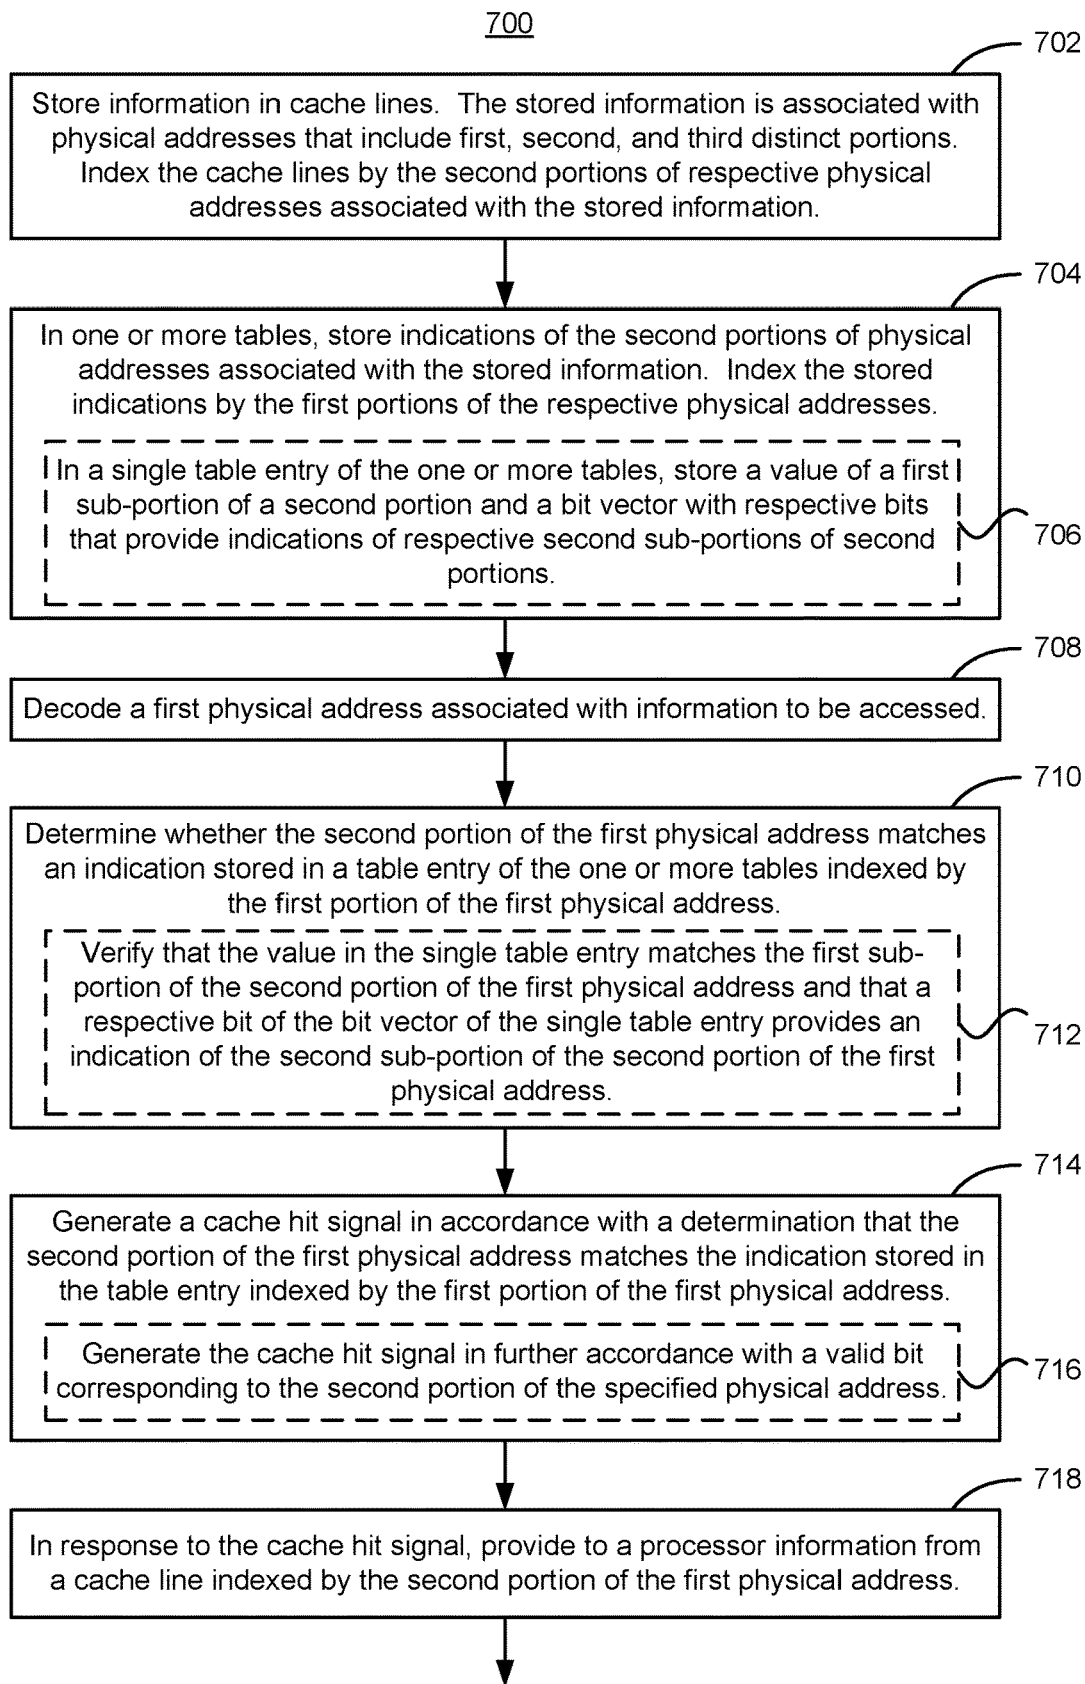 700
702
Store information in cache lines. The stored information is associated with
physical addresses that include first, second, and third distinct portions.
Index the cache lines by the second portions of respective physical
addresses associated with the stored information.
704
In one or more tables, store indications of the second portions of physical
addresses associated with the stored information. Index the stored
indications by the first portions of the respective physical addresses.
In a single table entry of the one or more tables, store a value of a first
sub-portion of a second portion and a bit vector with respective bits
that provide indications of respective second sub-portions of second
portions.
706
708
Decode a first physical address associated with information to be accessed.
710
Determine whether the second portion of the first physical address matches
an indication stored in a table entry of the one or more tables indexed by
the first portion of the first physical address.
Verify that the value in the single table entry matches the first sub-
portion of the second portion of the first physical address and that a
respective bit of the bit vector of the single table entry provides an
indication of the second sub-portion of the second portion of the first
physical address.
712
714
Generate a cache hit signal in accordance with a determination that the
second portion of the first physical address matches the indication stored in
the table entry indexed by the first portion of the first physical address.
Generate the cache hit signal in further accordance with a valid bit
corresponding to the second portion of the specified physical address.
716
718
In response to the cache hit signal, provide to a processor information from
a cache line indexed by the second portion of the first physical address.